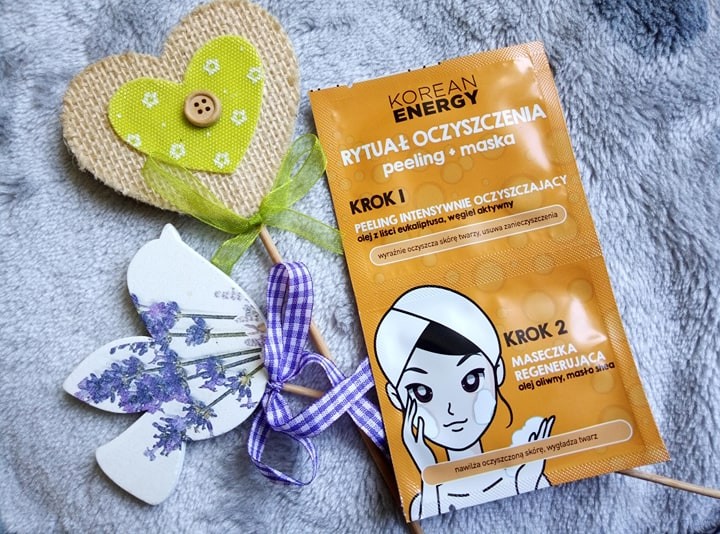 KOREAN
ENERGY
RYTUAŁ OCZYSZCZENIA
peeling + maska
KROK 1
PEELING INTENSYWNIE OCZYSZCZAJĄCY
olej z liści eukaliptusa, węgiel aktywny
wyraźnie oczyszcza skórę twarzy, usuwa zanieczyszczenia
KROK 2
MASECZKA
REGENERUJĄCA
olej oliwny, masło shea
nawilża oczyszczoną skórę, wygładza twarz